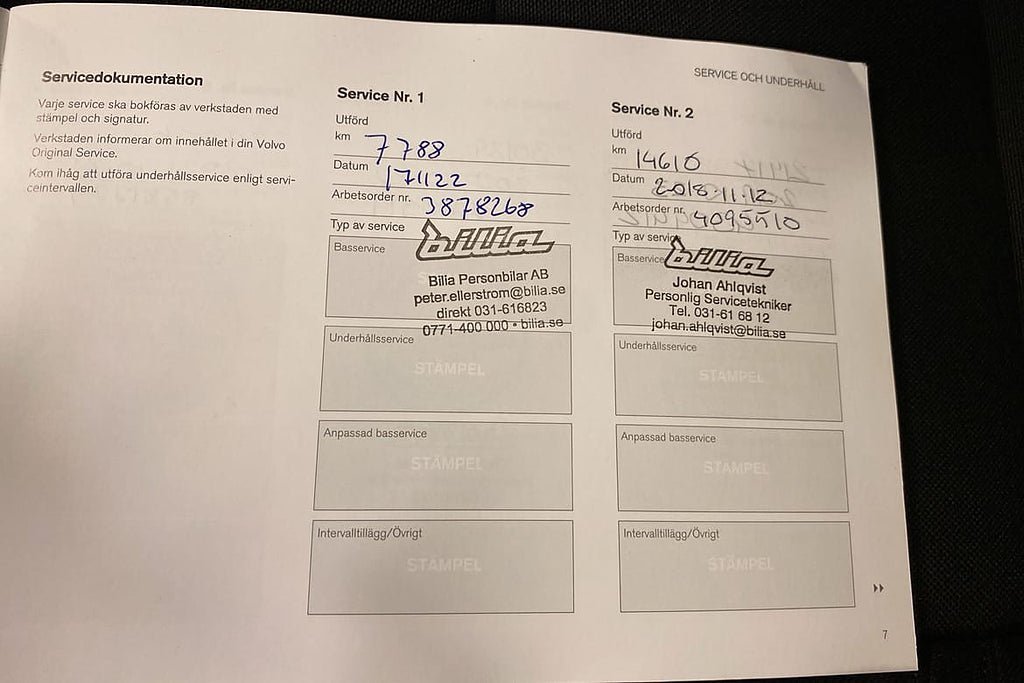 SERVICE OCH UNDERHÅLL
Servicedokumentation
Varje service ska bokföras av verkstaden med
stämpel och signatur.
Verkstaden informerar om innehållet i din Volvo
Original Service.
Kom ihåg att utföra underhållsservice enligt servi-
ceintervallen.
Service Nr. 1
Utförd
km 7788
Datum 171122
Arbetsorder nr. 3878268
Typ av service
Basservice
bilia
Bilia Personbilar AB
peter.ellerstrom@bilia.se
direkt 031-616823
0771-400 000 • bilia.se
Underhållsservice
STÄMPEL
Anpassad basservice
STÄMPEL
Intervalltillägg/Övrigt
STÄMPEL
Service Nr. 2
Utförd
km 14610
Datum 2018.11.12
Arbetsorder nr. 4095510
Typ av service
Basservice
bilia
Johan Ahlqvist
Personlig Servicetekniker
Tel. 031-61 68 12
johan.ahlqvist@bilia.se
Underhållsservice
STÄMPEL
Anpassad basservice
STÄMPEL
Intervalltillägg/Övrigt
STÄMPEL
7